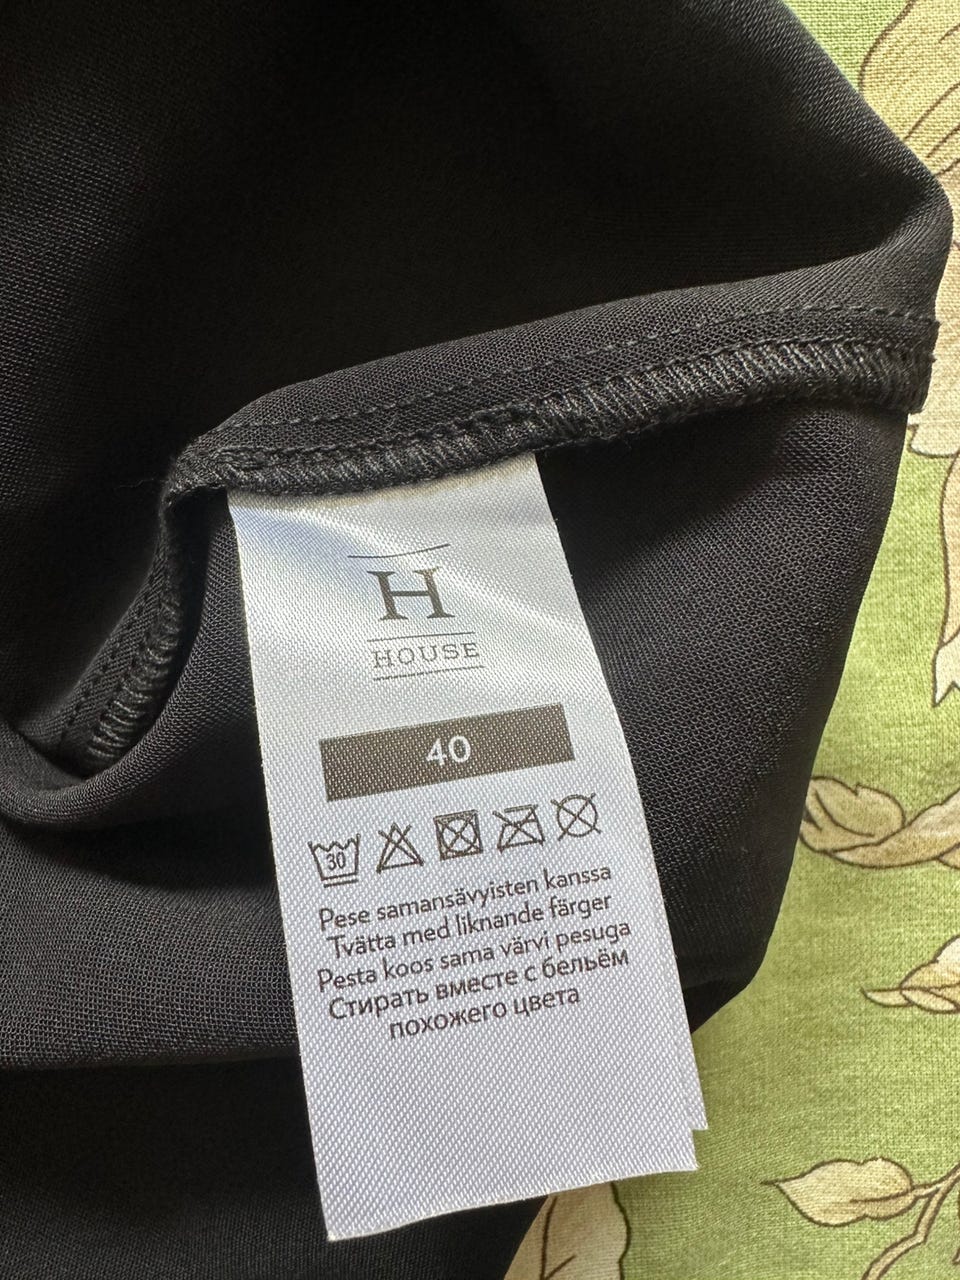 H
HOUSE
40
30
Pese samansävyisten kanssa
Tvätta med liknande färger
Pesta koos sama värvi pesuga
Стирать вместе с бельём
похожего цвета